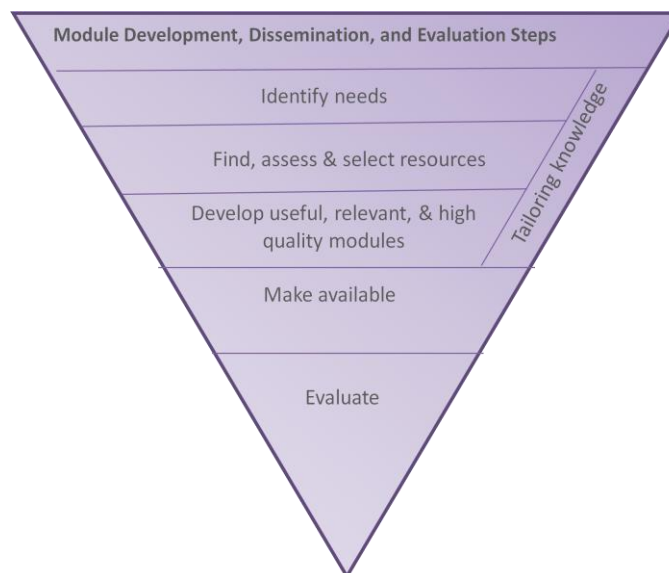 Module Development, Dissemination, and Evaluation Steps
Identify needs
Find, assess & select resources
Develop useful, relevant, & high
quality modules
Tailoring knowledge
Make available
Evaluate